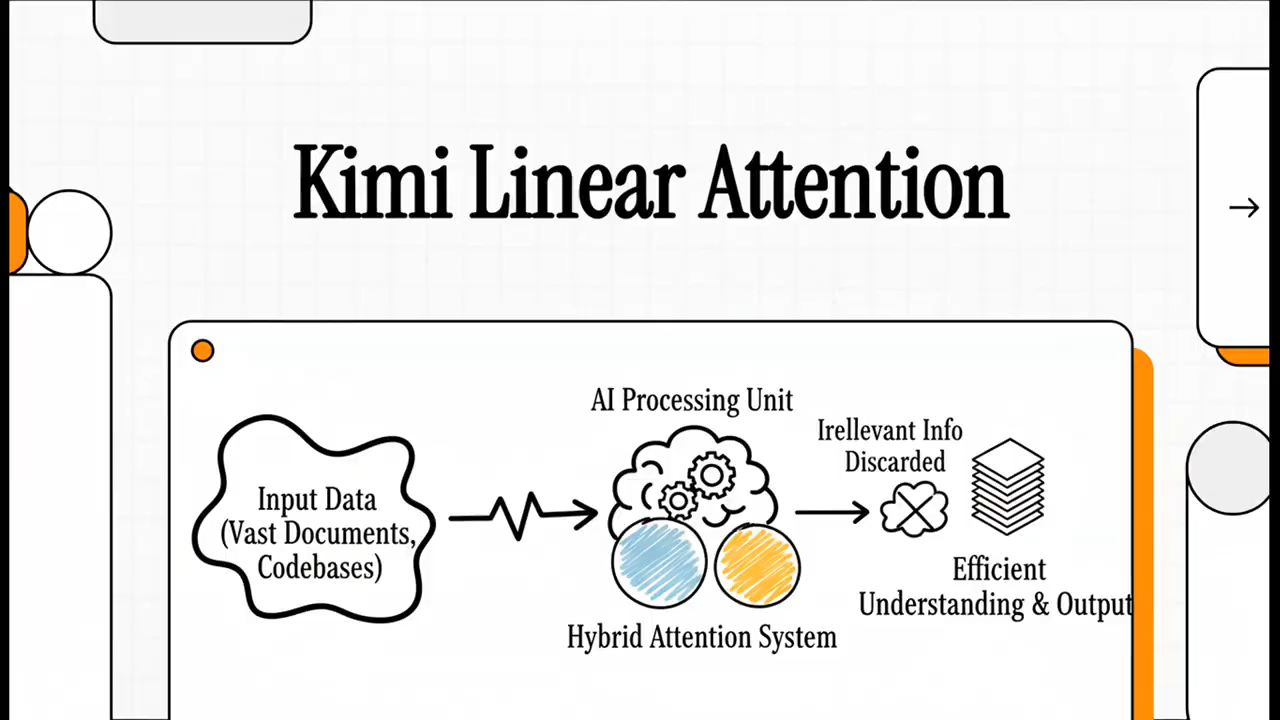 Kimi Linear Attention
AI Processing Unit
Input Data
(Vast Documents,
Codebases)
Irellevant Info
Discarded
Efficient
Understanding & Output
Hybrid Attention System